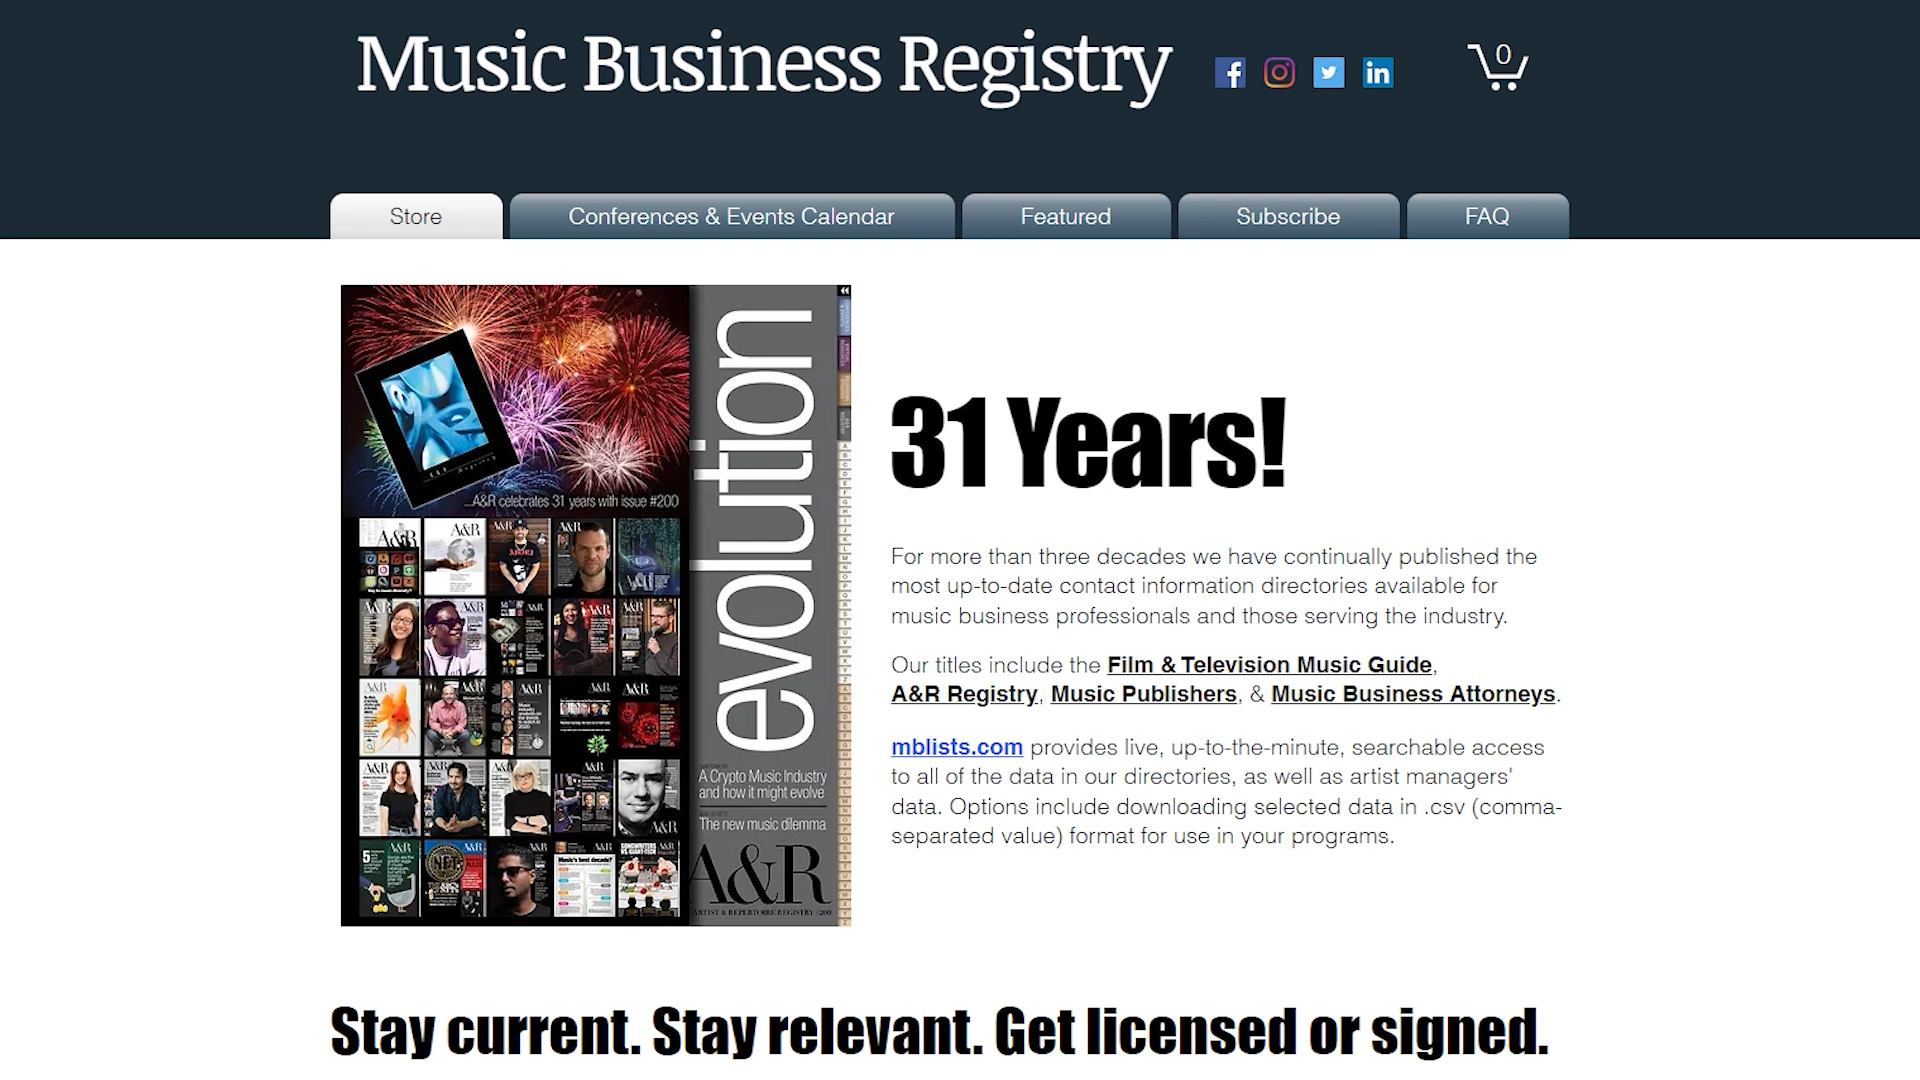 Music Business Registry
0
Store
Conferences & Events Calendar
Featured
Subscribe
FAQ
evolution
...A&R celebrates 31 years with issue #200
A Crypto Music Industry
and how it might evolve
The new music dilemma
A&R
ARTIST & REPERTOIRE REGISTRY #200
31 Years!
For more than three decades we have continually published the
most up-to-date contact information directories available for
music business professionals and those serving the industry.
Our titles include the Film & Television Music Guide,
A&R Registry, Music Publishers, & Music Business Attorneys.
mblists.com provides live, up-to-the-minute, searchable access
to all of the data in our directories, as well as artist managers'
data. Options include downloading selected data in .csv (comma-
separated value) format for use in your programs.
Stay current. Stay relevant. Get licensed or signed.